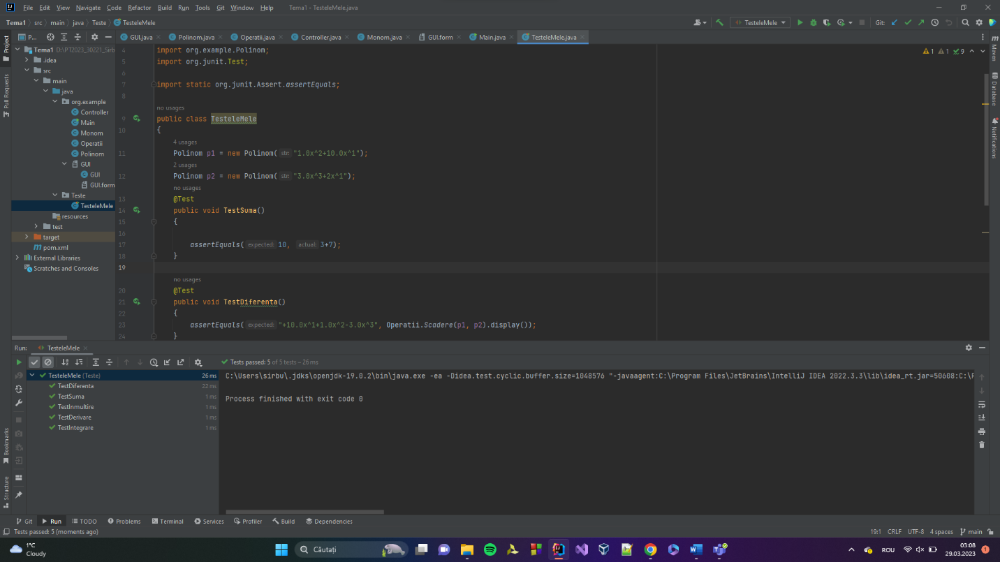 File Edit View Navigate Code Refactor Build Run Tools Git Window Help Tema1 - TesteleMele.java
Tema1 src main java Teste TesteleMele
TesteleMele Git:
P... GUI.java Polinom.java Operatii.java Controller.java Monom.java GUI.form Main.java TesteleMele.java
Project
Pull Requests
Bookmarks
Structure
Tema1 D:\PT2023_30221_Sirb
.idea
src
main
java
org.example
Controller
Main
Monom
Operatii
Polinom
GUI
GUI
GUI.form
Teste
TesteleMele
resources
test
target
pom.xml
External Libraries
Scratches and Consoles
1 1 9
4 import org.example.Polinom;
5 import org.junit.Test;
6
7 import static org.junit.Assert.assertEquals;
8
no usages
9 public class TesteleMele
10 {
4 usages
11 Polinom p1 = new Polinom( str: "1.0x^2+10.0x^1");
2 usages
12 Polinom p2 = new Polinom( str: "3.0x^3+2x^1");
no usages
13 @Test
14 public void TestSuma()
15 {
16
17 assertEquals( expected: 10, actual: 3+7);
18 }
19
no usages
20 @Test
21 public void TestDiferenta()
22 {
23 assertEquals( expected: "+10.0x^1+1.0x^2-3.0x^3", Operatii.Scadere(p1, p2).display());
24 }
Maven
Database
Notifications
Run: TesteleMele
Tests passed: 5 of 5 tests – 26 ms
TesteleMele (Teste) 26 ms
TestDiferenta 22 ms
TestSuma 1 ms
TestInmultire 1 ms
TestDerivare 1 ms
TestIntegrare 1 ms
C:\Users\sirbu\.jdks\openjdk-19.0.2\bin\java.exe -ea -Didea.test.cyclic.buffer.size=1048576 "-javaagent:C:\Program Files\JetBrains\IntelliJ IDEA 2022.3.3\lib\idea_rt.jar=50608:C:\P
Process finished with exit code 0
Git Run TODO Problems Terminal Services Profiler Build Dependencies
Tests passed: 5 (moments ago) 19:1 CRLF UTF-8 4 spaces main
1°C
Cloudy
Căutați
ROU
03:08
29.03.2023
1